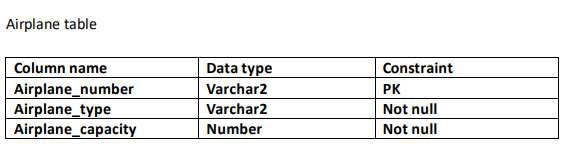 Airplane table
Column name Data type Constraint
Airplane_number Varchar2 PK
Airplane_type Varchar2 Not null
Airplane_capacity Number Not null